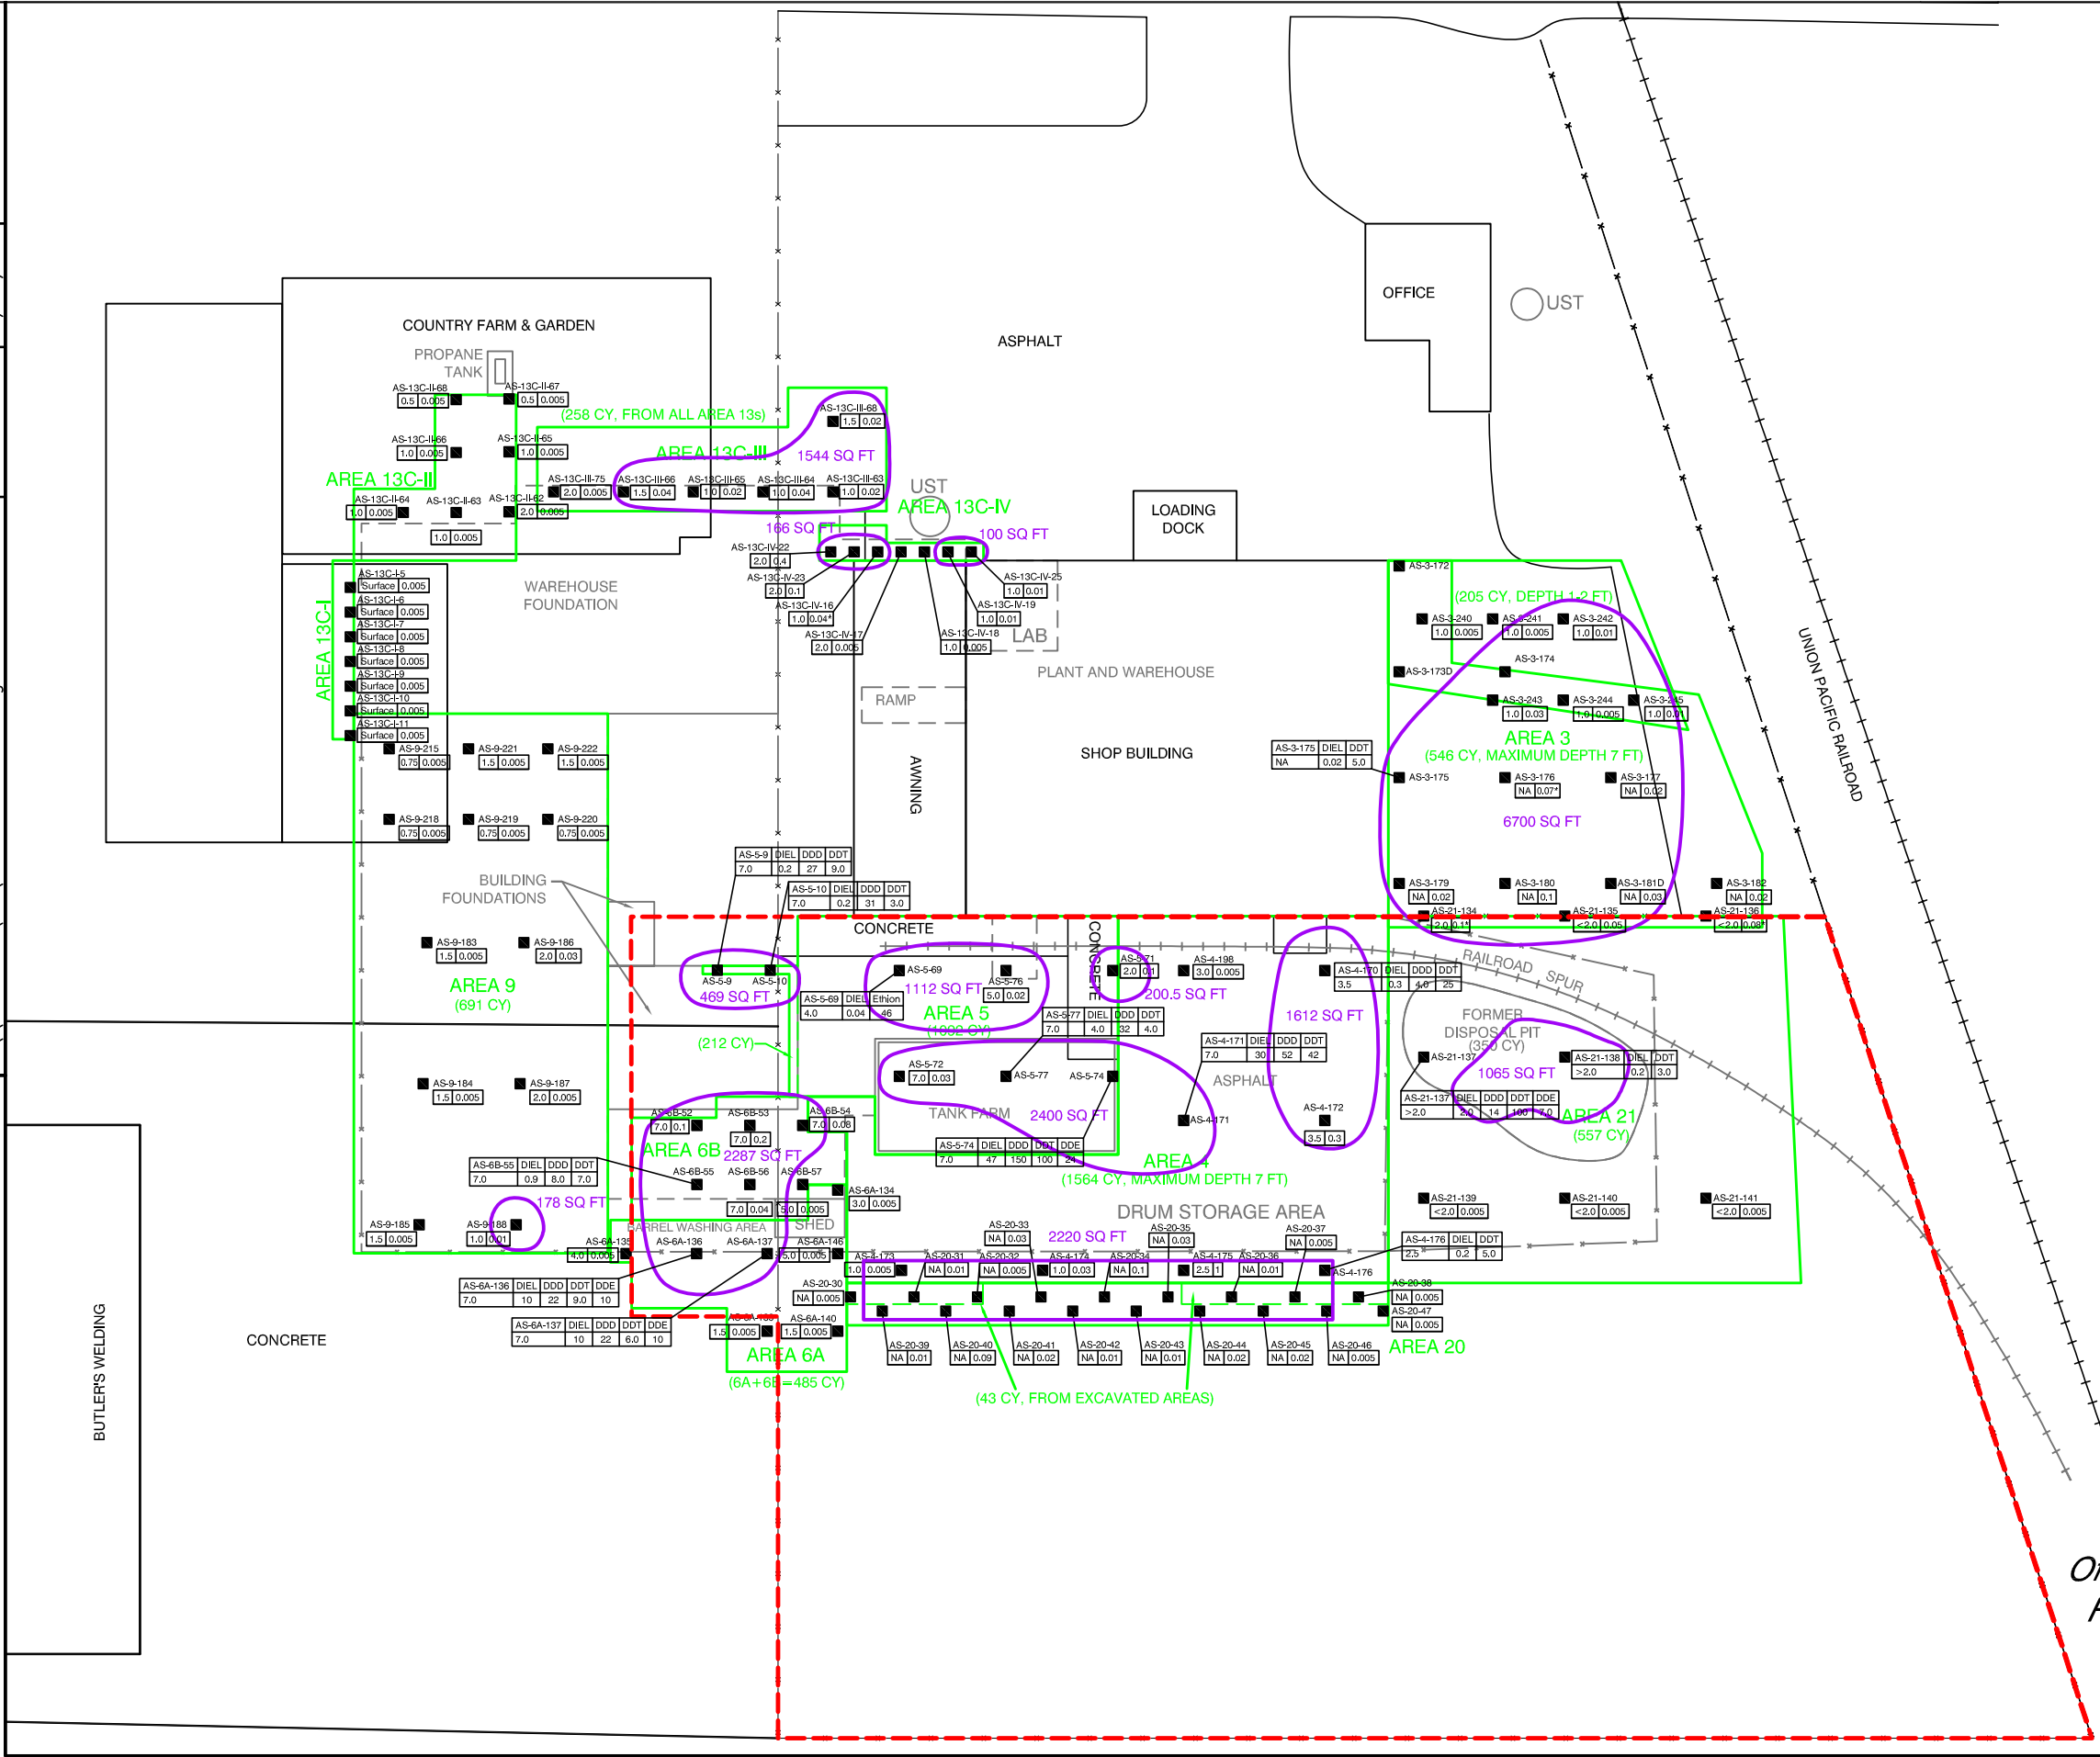 COUNTRY FARM & GARDEN
PROPANE
TANK
OFFICE
UST
ASPHALT
AS-13C-II-68
0.5 0.005
AS-13C-II-67
0.5 0.005
(258 CY, FROM ALL AREA 13s)
AS-13C-III-68
1.5 0.02
AS-13C-II-66
1.0 0.005
AS-13C-II-65
1.0 0.005
AREA 13C-III
1544 SQ FT
AREA 13C-II
AS-13C-III-75
2.0 0.005
AS-13C-III-66
1.5 0.04
AS-13C-III-65
1.0 0.02
AS-13C-III-64
1.0 0.04
AS-13C-III-63
1.0 0.02
UST
AREA 13C-IV
AS-13C-II-64
1.0 0.005
AS-13C-II-63
1.0 0.005
AS-13C-II-62
2.0 0.005
LOADING
DOCK
166 SQ FT
100 SQ FT
AS-13C-IV-22
2.0 0.4
AS-13C-IV-23
2.0 0.1
AS-13C-IV-16
1.0 0.04*
AS-13C-IV-17
2.0 0.005
AS-13C-IV-25
1.0 0.01
AS-13C-IV-19
1.0 0.01
AS-13C-IV-18
1.0 0.005
LAB
AREA 13C-I
AS-13C-I-5
Surface 0.005
AS-13C-I-6
Surface 0.005
AS-13C-I-7
Surface 0.005
AS-13C-I-8
Surface 0.005
AS-13C-I-9
Surface 0.005
AS-13C-I-10
Surface 0.005
AS-13C-I-11
Surface 0.005
WAREHOUSE
FOUNDATION
PLANT AND WAREHOUSE
RAMP
AWNING
SHOP BUILDING
UNION PACIFIC RAILROAD
AS-3-172
(205 CY, DEPTH 1-2 FT)
AS-3-240
1.0 0.005
AS-3-241
1.0 0.005
AS-3-242
1.0 0.01
AS-3-173D
AS-3-174
AS-3-243
1.0 0.03
AS-3-244
1.0 0.005
AS-3-245
1.0 0.01
AREA 3
(546 CY, MAXIMUM DEPTH 7 FT)
AS-3-175 DIEL DDT
NA 0.02 5.0
AS-3-175
AS-3-176
NA 0.07*
AS-3-177
NA 0.02
6700 SQ FT
AS-3-179
NA 0.02
AS-3-180
NA 0.1
AS-3-181D
NA 0.03
AS-3-182
NA 0.02
AS-21-134
<2.0 0.1*
AS-21-135
<2.0 0.05
AS-21-136
<2.0 0.08*
AS-9-215
0.75 0.005
AS-9-221
1.5 0.005
AS-9-222
1.5 0.005
AS-9-218
0.75 0.005
AS-9-219
0.75 0.005
AS-9-220
0.75 0.005
BUILDING
FOUNDATIONS
AS-5-9 DIEL DDD DDT
7.0 0.2 27 9.0
AS-5-10 DIEL DDD DDT
7.0 0.2 31 3.0
AS-9-183
1.5 0.005
AS-9-186
2.0 0.03
AREA 9
(691 CY)
AS-9-184
1.5 0.005
AS-9-187
2.0 0.005
AS-9-185
1.5 0.005
AS-9-188
1.0 0.01
178 SQ FT
CONCRETE
CONCRETE
AS-5-9
AS-5-10
469 SQ FT
(212 CY)
AS-5-69
AS-5-69 DIEL Ethion
4.0 0.04 46
1112 SQ FT
AS-5-76
5.0 0.02
AREA 5
(1092 CY)
AS-5-71
2.0 0.1
AS-4-198
3.0 0.005
200.5 SQ FT
AS-5-77 DIEL DDD DDT
7.0 4.0 32 4.0
AS-4-170 DIEL DDD DDT
3.5 0.3 4.0 25
1612 SQ FT
RAILROAD SPUR
FORMER
DISPOSAL PIT
(350 CY)
AS-4-171 DIEL DDD DDT
7.0 30 52 42
ASPHALT
AS-5-72
7.0 0.03
AS-5-77
AS-5-74
TANK FARM
2400 SQ FT
AS-4-171
AS-5-74 DIEL DDD DDT DDE
7.0 47 150 100 24
AS-4-172
3.5 0.3
AREA 4
(1564 CY, MAXIMUM DEPTH 7 FT)
AS-21-137
AS-21-138 DIEL DDT
>2.0 0.2 3.0
1065 SQ FT
AS-21-137 DIEL DDD DDT DDE
>2.0 2.0 14 100 7.0
AREA 21
(557 CY)
AS-21-139
<2.0 0.005
AS-21-140
<2.0 0.005
AS-21-141
<2.0 0.005
AS-6B-52
7.0 0.1
AS-6B-53
7.0 0.2
AS-6B-54
7.0 0.08
AREA 6B
2287 SQ FT
AS-6B-55 DIEL DDD DDT
7.0 0.9 8.0 7.0
AS-6B-55
AS-6B-56
7.0 0.04
AS-6B-57
5.0 0.005
AS-6A-134
3.0 0.005
BARREL WASHING AREA
SHED
AS-6A-135
4.0 0.005
AS-6A-136
AS-6A-137
AS-6A-146
5.0 0.005
AS-6A-136 DIEL DDD DDT DDE
7.0 10 22 9.0 10
AS-6A-137 DIEL DDD DDT DDE
7.0 10 22 6.0 10
1.5 0.005
AS-6A-140
1.5 0.005
AREA 6A
(6A+6B=485 CY)
DRUM STORAGE AREA
2220 SQ FT
AS-20-33
NA 0.03
AS-20-35
NA 0.03
AS-20-37
NA 0.005
AS-4-176 DIEL DDT
2.5 0.2 5.0
AS-4-173
1.0 0.005
AS-20-31
NA 0.01
AS-20-32
NA 0.005
AS-4-174
1.0 0.03
AS-20-34
NA 0.1
AS-4-175
2.5 1
AS-20-36
NA 0.01
AS-4-176
AS-20-30
NA 0.005
AS-20-38
NA 0.005
AS-20-47
NA 0.005
AS-20-39
NA 0.01
AS-20-40
NA 0.09
AS-20-41
NA 0.02
AS-20-42
NA 0.01
AS-20-43
NA 0.01
AS-20-44
NA 0.02
AS-20-45
NA 0.02
AS-20-46
NA 0.005
AREA 20
(43 CY, FROM EXCAVATED AREAS)
BUTLER'S WELDING
CONCRETE